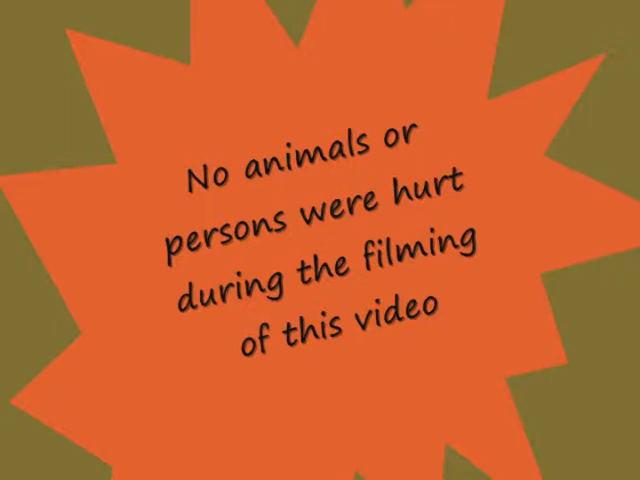 No animals or
persons were hurt
during the filming
of this video